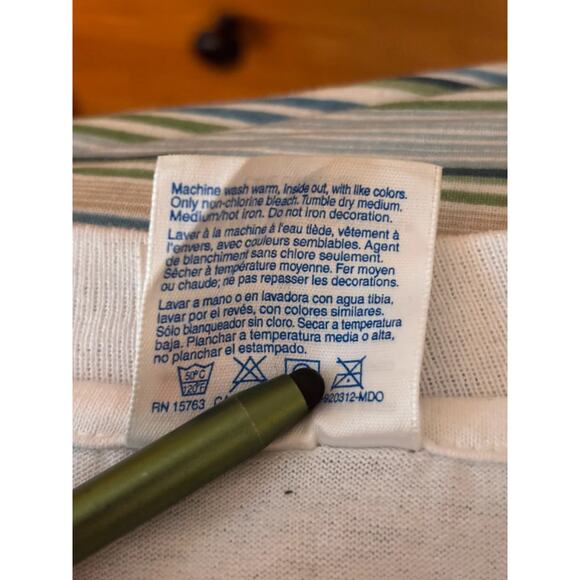 Machine wash warm, inside out, with like colors.
Only non-chlorine bleach. Tumble dry medium.
Medium/hot iron. Do not iron decoration.
Laver à la machine à l'eau tiède, vêtement à
l'envers, avec couleurs semblables. Agent
de blanchiment sans chlore seulement.
Sécher à température moyenne. Fer moyen
ou chaude; ne pas repasser les decorations.
Lavar a mano o en lavadora con agua tibia,
lavar por el revés, con colores similares.
Sólo blanqueador sin cloro. Secar a temperatura
baja. Planchar a temperatura media o alta,
no planchar el estampado.
50°C
120°F
RN 15763 CA -920312-MDO